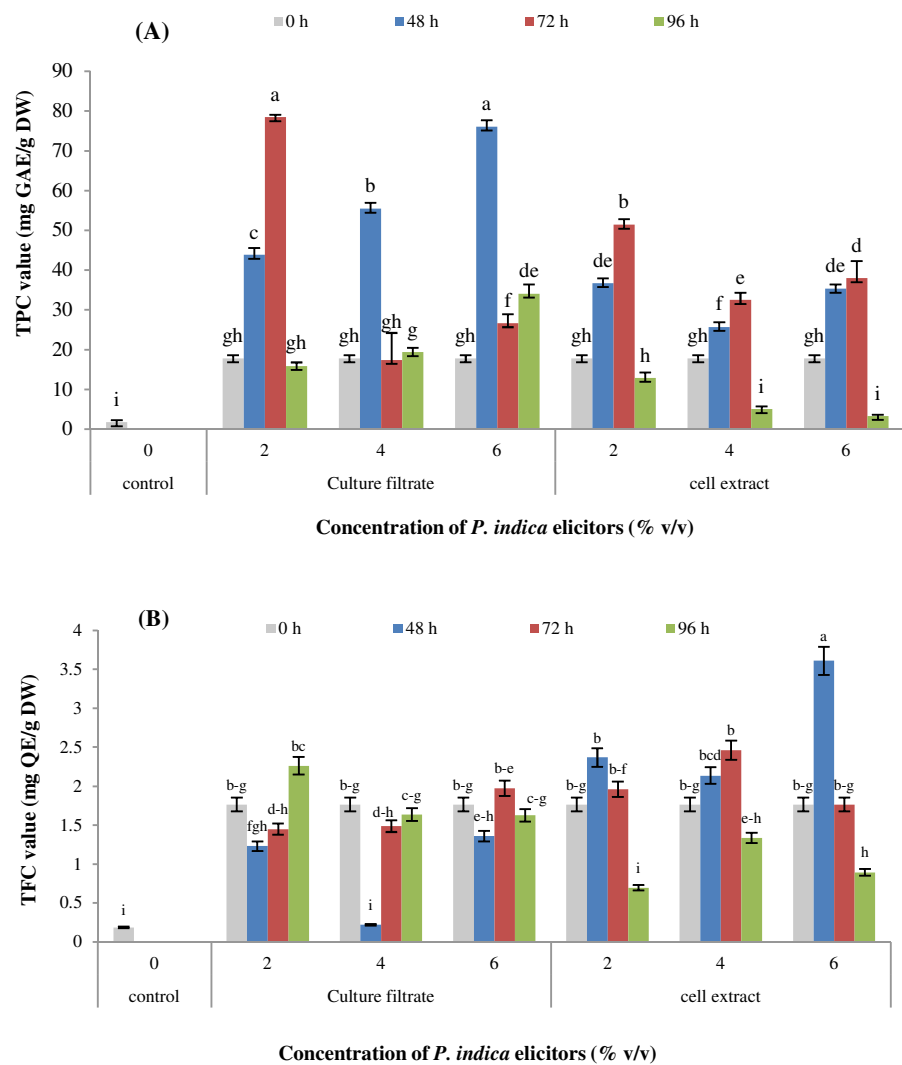 (A)
0 h 48 h 72 h 96 h
TPC value (mg GAE/g DW)
90
80
70
60
50
40
30
20
10
0
i
gh c a gh
gh b gh g
gh a f de
gh de b h
gh f e i
gh de d i
0 2 4 6 2 4 6
control Culture filtrate cell extract
Concentration of P. indica elicitors (% v/v)
(B)
0 h 48 h 72 h 96 h
TFC value (mg QE/g DW)
4
3.5
3
2.5
2
1.5
1
0.5
0
i
b-g fgh d-h bc
b-g i d-h c-g
b-g e-h b-e c-g
b-g b b-f i
b-g bcd b e-h
b-g a b-g h
0 2 4 6 2 4 6
control Culture filtrate cell extract
Concentration of P. indica elicitors (% v/v)